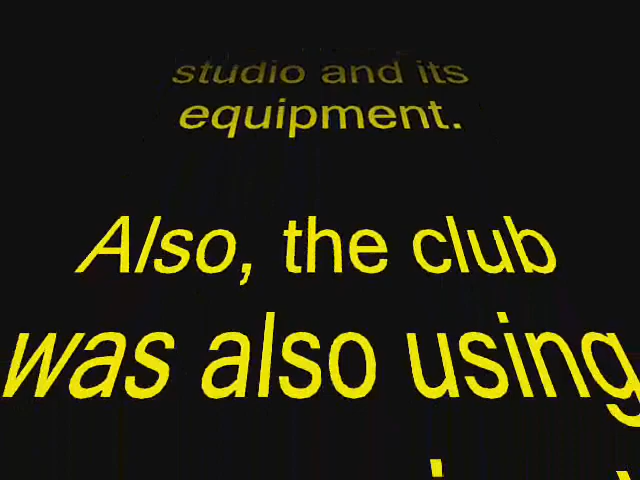 studio and its
equipment.
Also, the club
was also using